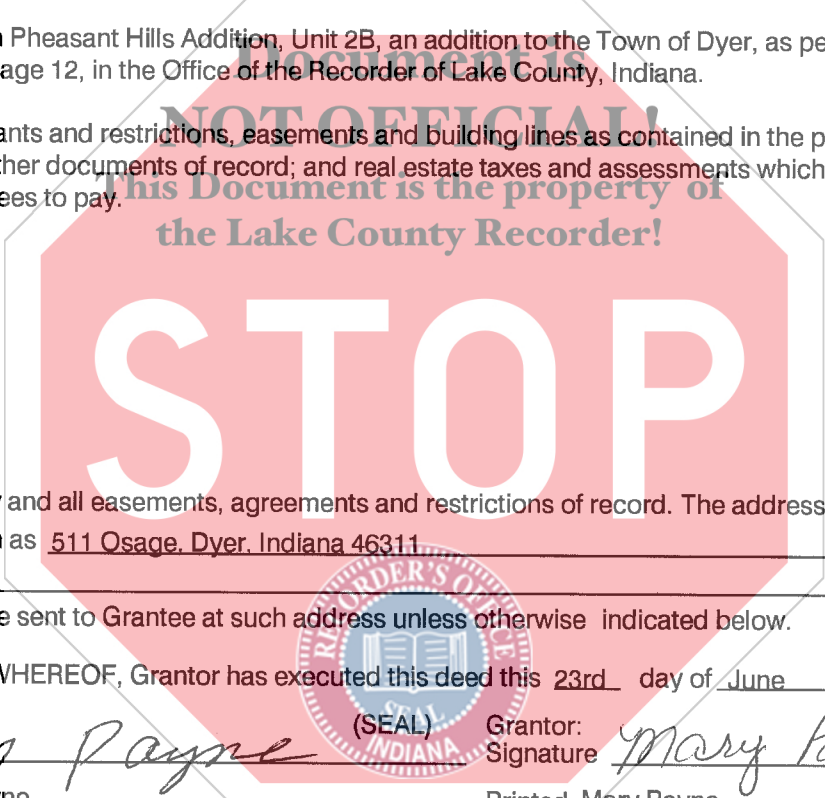 Pheasant Hills Addition, Unit 2B, an addition to the Town of Dyer, as pe
age 12, in the Office of the Recorder of Lake County, Indiana.
Document is
NOT OFFICIAL!
This Document is the property of
the Lake County Recorder!
ants and restrictions, easements and building lines as contained in the p
her documents of record; and real estate taxes and assessments which
ees to pay.
STOP
and all easements, agreements and restrictions of record. The address
as 511 Osage, Dyer, Indiana 46311
RECORDER'S OFFICE
SEAL
INDIANA
e sent to Grantee at such address unless otherwise indicated below.
WHEREOF, Grantor has executed this deed this 23rd day of June
Payne (SEAL) Grantor:
Signature Mary
Printed Mary Payne